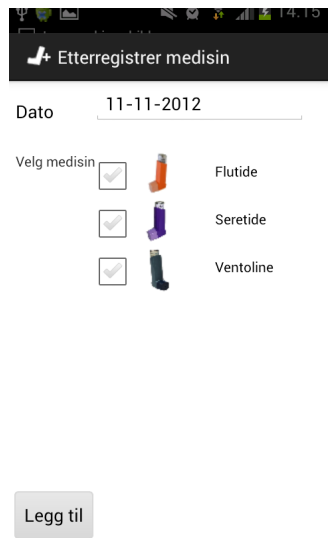 14.15
Etterregistrer medisin
Dato
11-11-2012
Velg medisin
Flutide
Seretide
Ventoline
Legg til